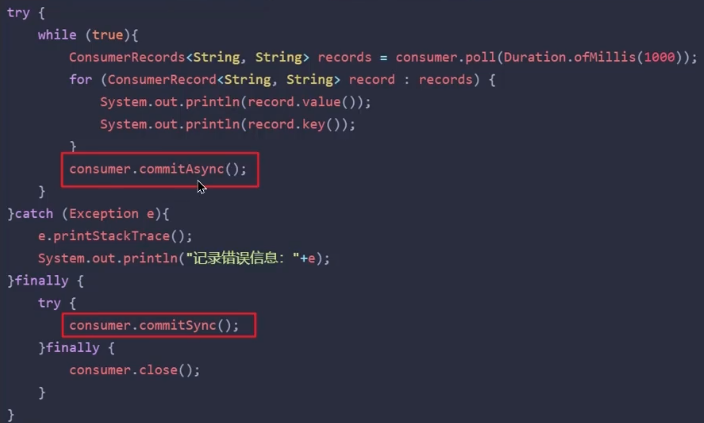 try {
while (true){
ConsumerRecords<String, String> records = consumer.poll(Duration.ofMillis(1000));
for (ConsumerRecord<String, String> record : records) {
System.out.println(record.value());
System.out.println(record.key());
}
consumer.commitAsync();
}
}catch (Exception e){
e.printStackTrace();
System.out.println("记录错误信息："+e);
}finally {
try {
consumer.commitSync();
}finally {
consumer.close();
}
}